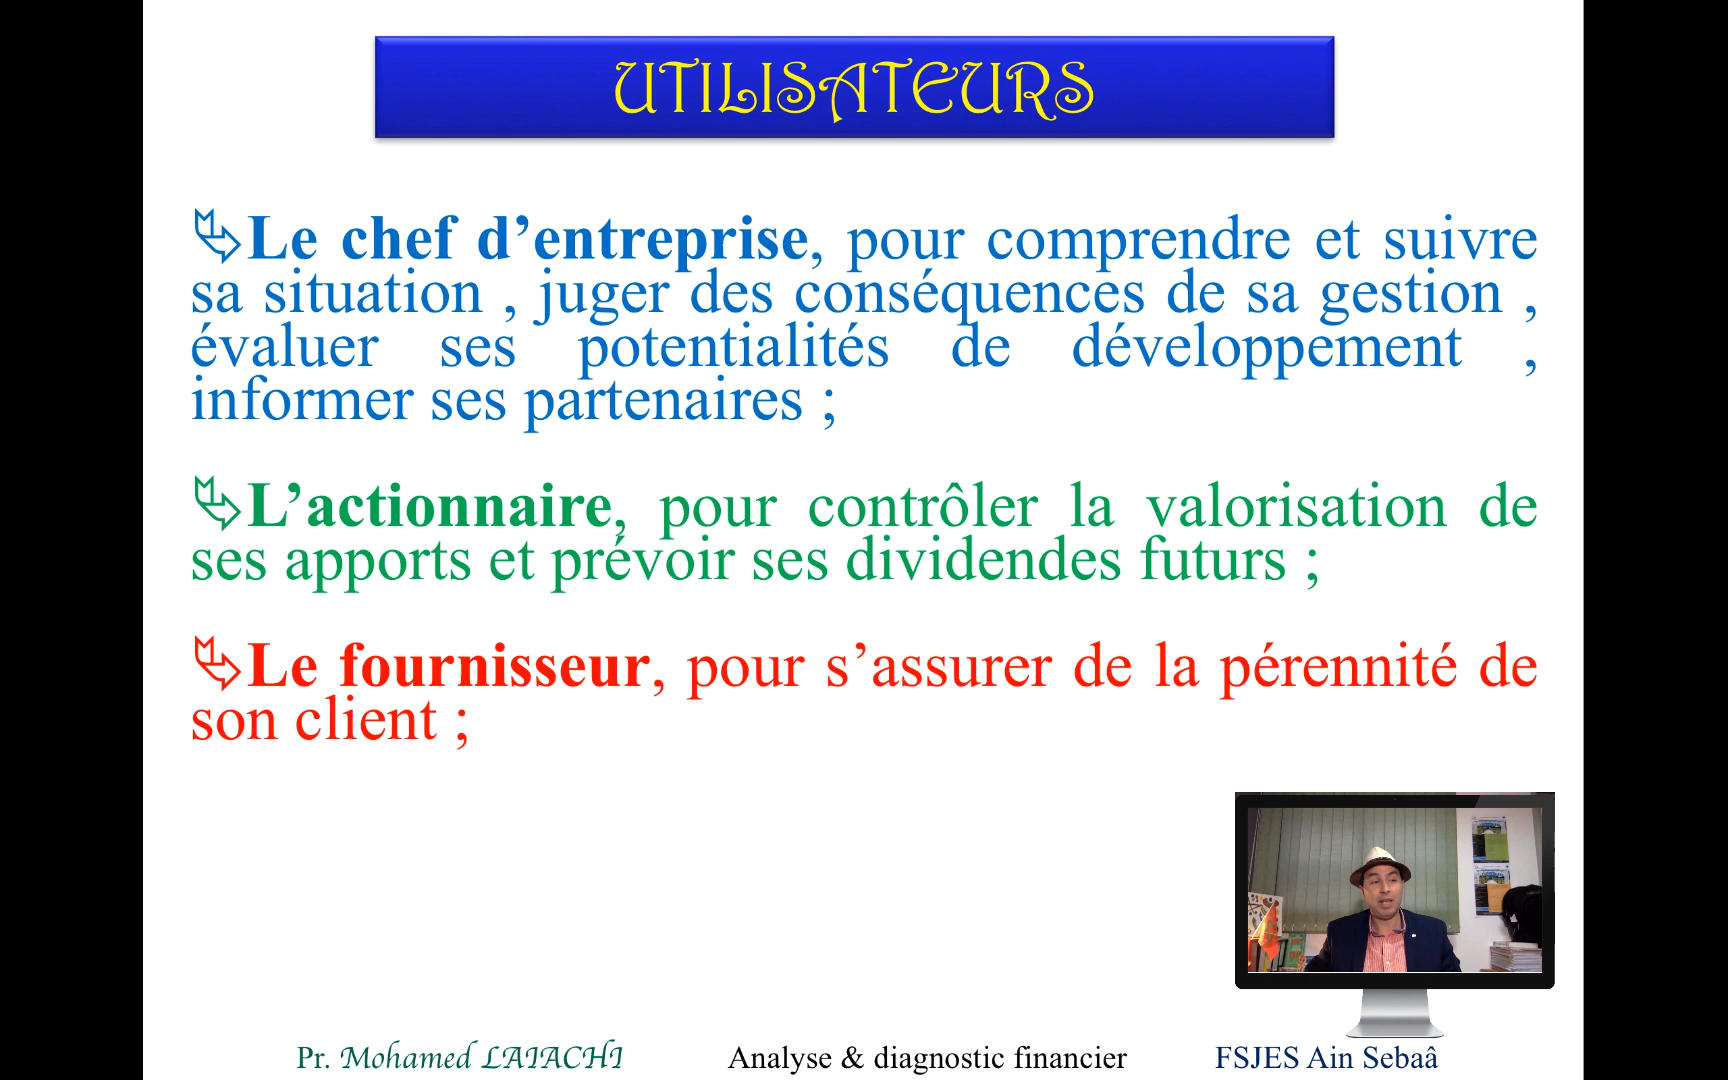 UTILISATEURS
Le chef d’entreprise, pour comprendre et suivre
sa situation , juger des conséquences de sa gestion ,
évaluer ses potentialités de développement ,
informer ses partenaires ;
L’actionnaire, pour contrôler la valorisation de
ses apports et prévoir ses dividendes futurs ;
Le fournisseur, pour s’assurer de la pérennité de
son client ;
Pr. Mohamed LAIACHI Analyse & diagnostic financier FSJES Ain Sebaâ